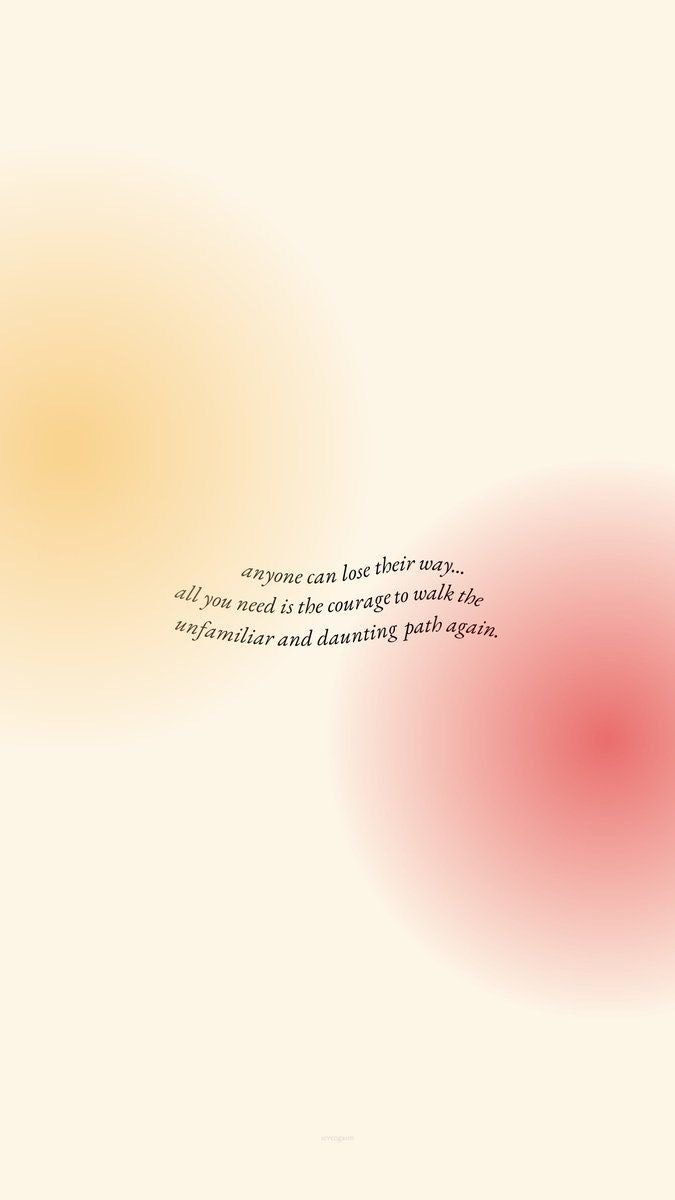 anyone can lose their way...
all you need is the courage to walk the
unfamiliar and daunting path again.